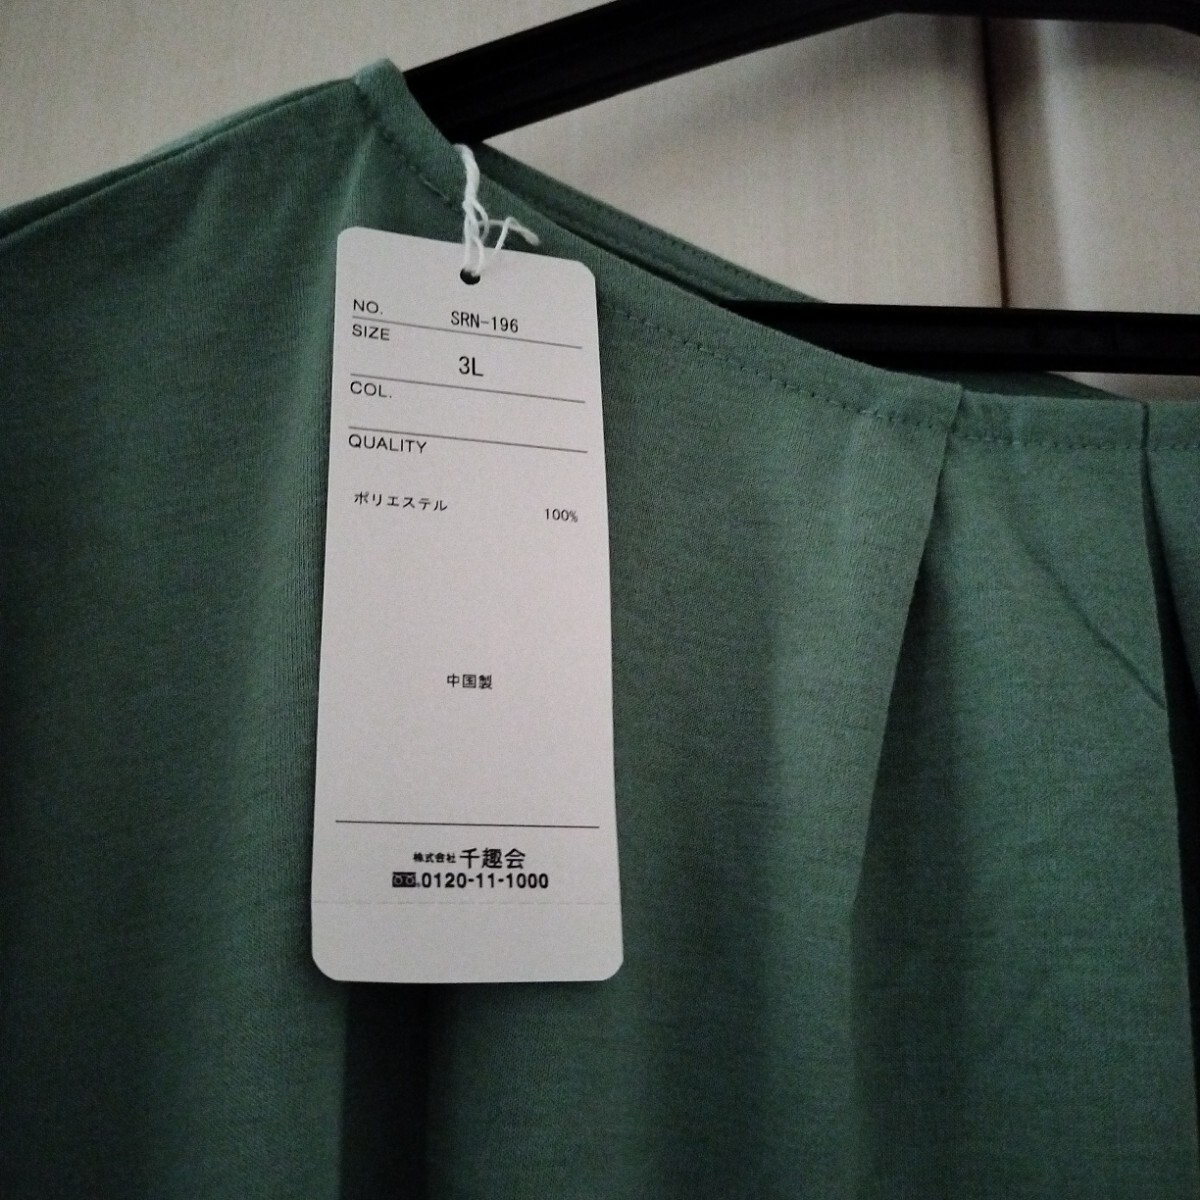 NO. SRN-196
SIZE
3L
COL.
QUALITY
ポリエステル 100%
中国製
株式会社 千趣会
0120-11-1000